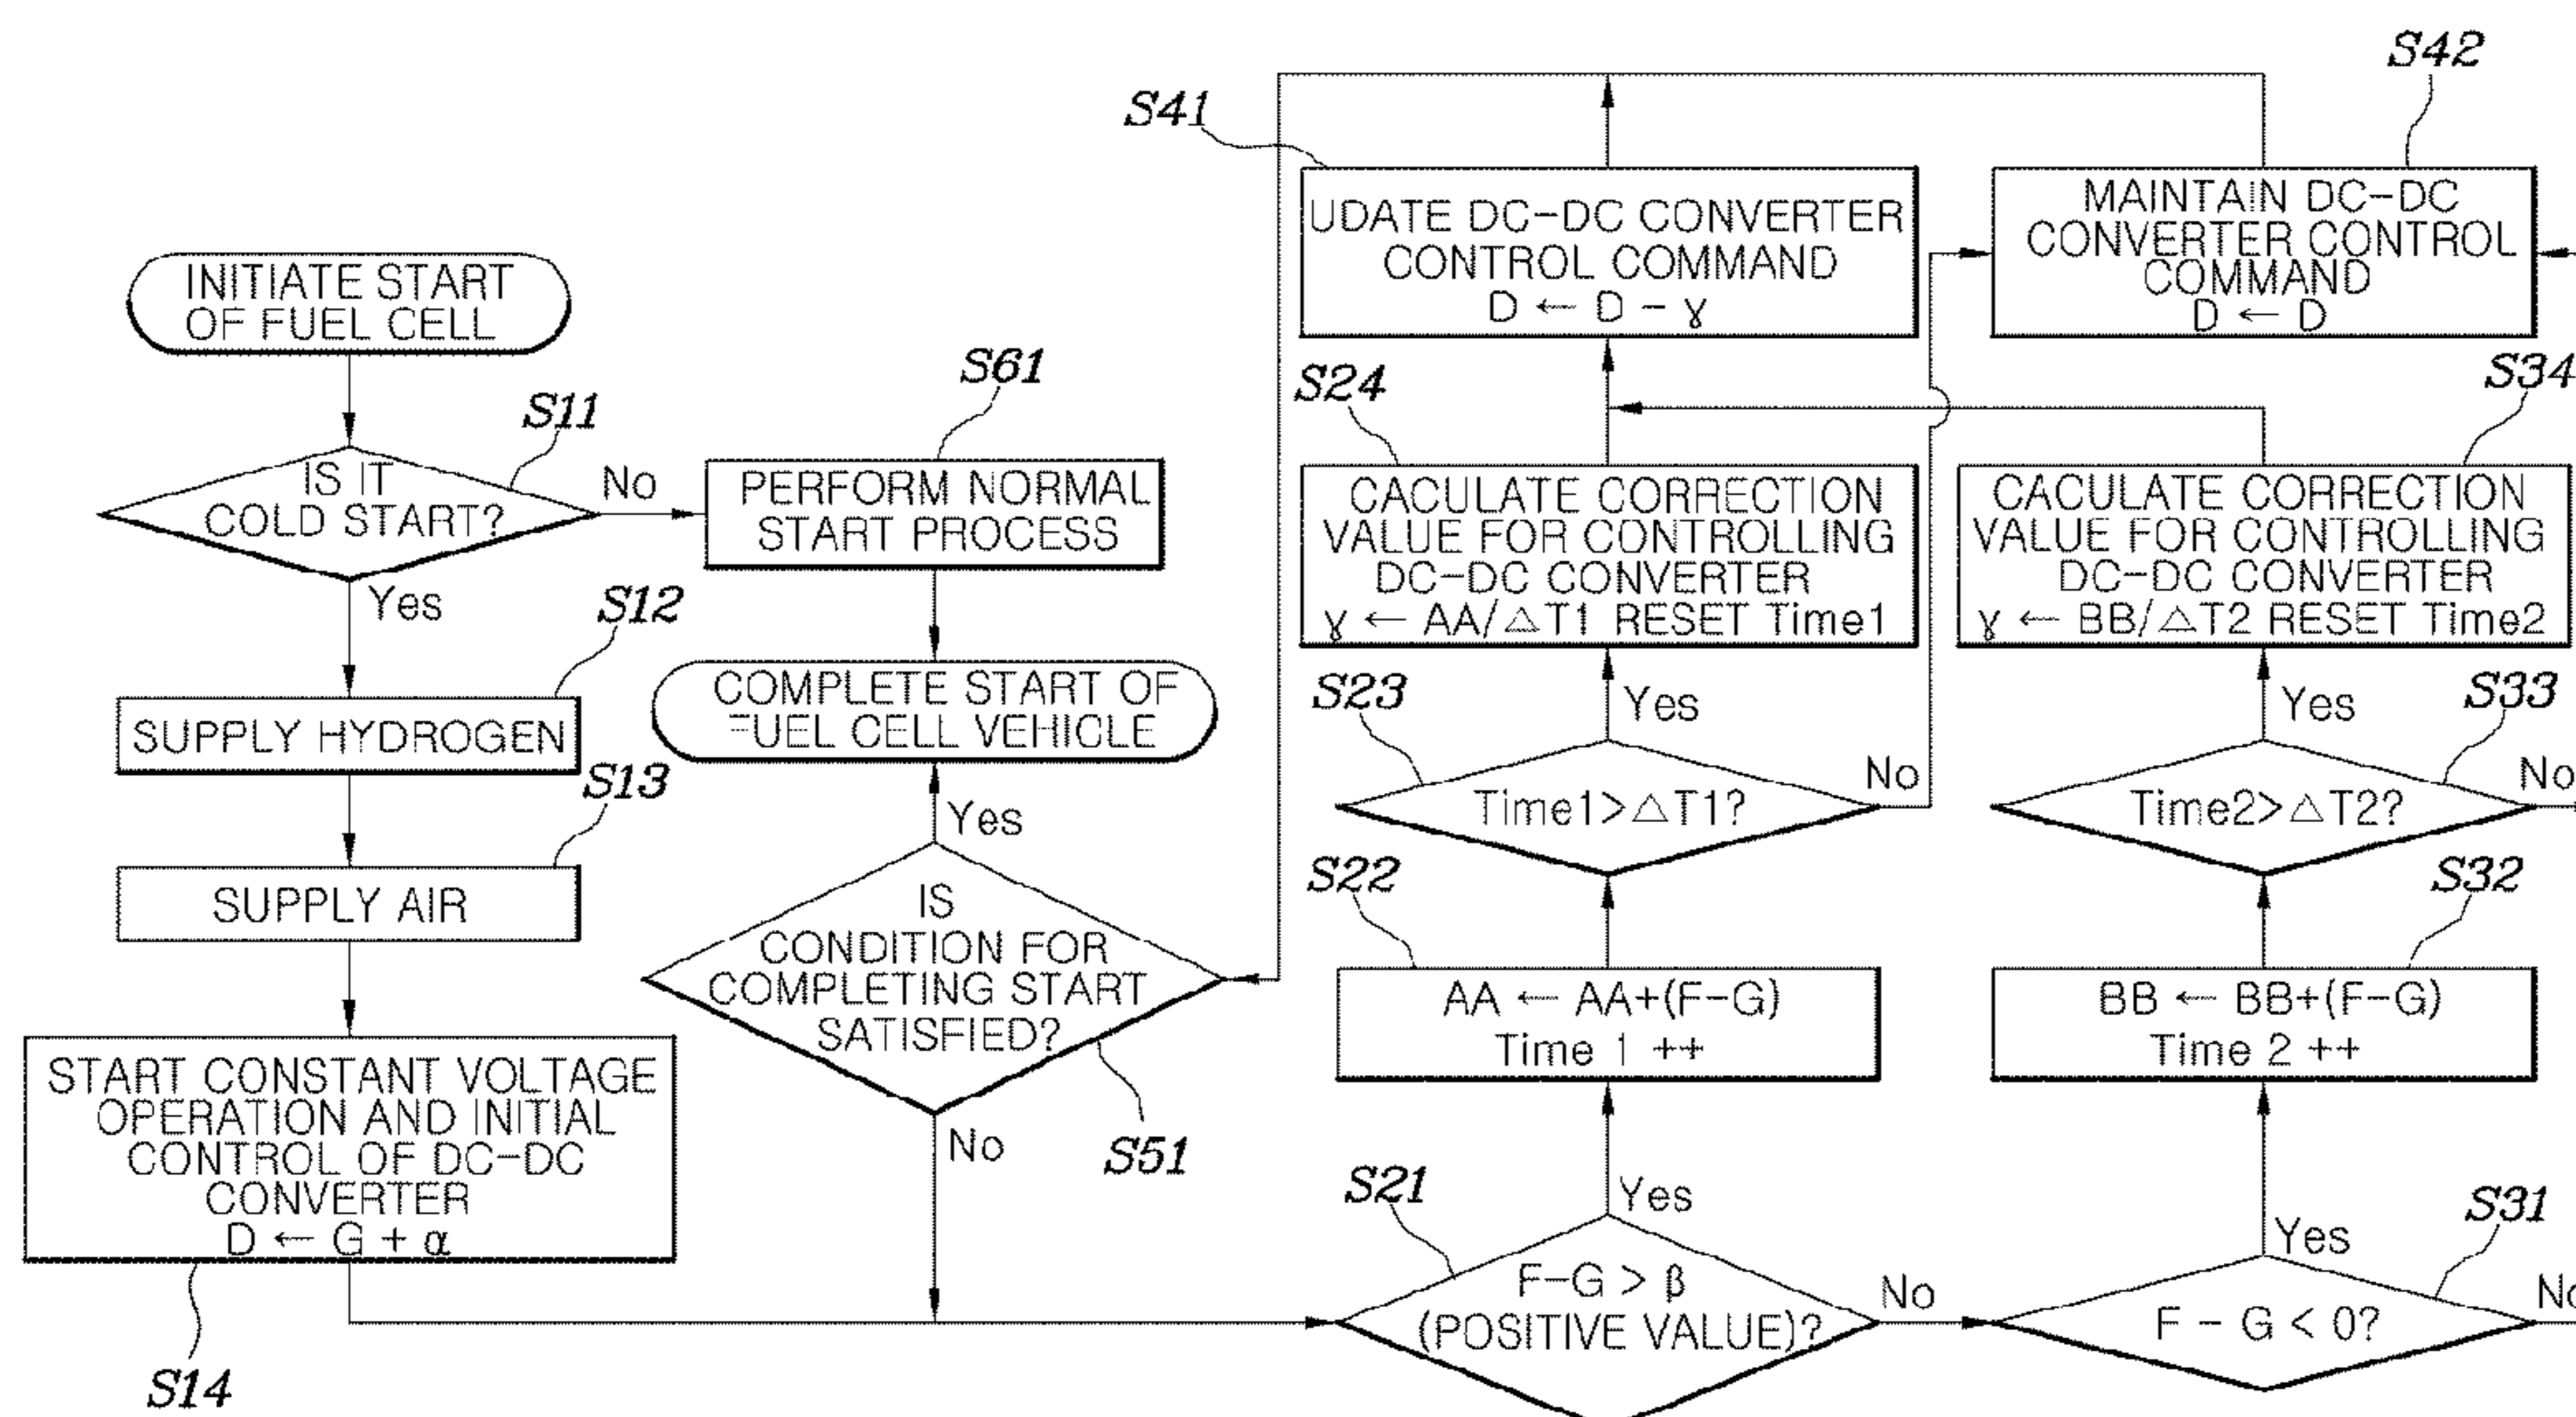 INITIATE START
OF FUEL CELL
S11
IS IT
COLD START?
No
Yes
S12
SUPPLY HYDROGEN
S13
SUPPLY AIR
START CONSTANT VOLTAGE
OPERATION AND INITIAL
CONTROL OF DC-DC
CONVERTER
D ← G + α
S14
S61
PERFORM NORMAL
START PROCESS
COMPLETE START OF
FUEL CELL VEHICLE
Yes
IS
CONDITION FOR
COMPLETING START
SATISFIED?
S51
No
S41
UDATE DC-DC CONVERTER
CONTROL COMMAND
D ← D - γ
S24
CACULATE CORRECTION
VALUE FOR CONTROLLING
DC-DC CONVERTER
γ ← AA/△T1 RESET Time1
S23
Yes
Time1>△T1?
No
S22
AA ← AA+(F-G)
Time 1 ++
S21
Yes
F-G > β
(POSITIVE VALUE)?
No
S42
MAINTAIN DC-DC
CONVERTER CONTROL
COMMAND
D ← D
S34
CACULATE CORRECTION
VALUE FOR CONTROLLING
DC-DC CONVERTER
γ ← BB/△T2 RESET Time2
S33
Yes
Time2>△T2?
No
S32
BB ← BB+(F-G)
Time 2 ++
S31
Yes
F - G < 0?
No